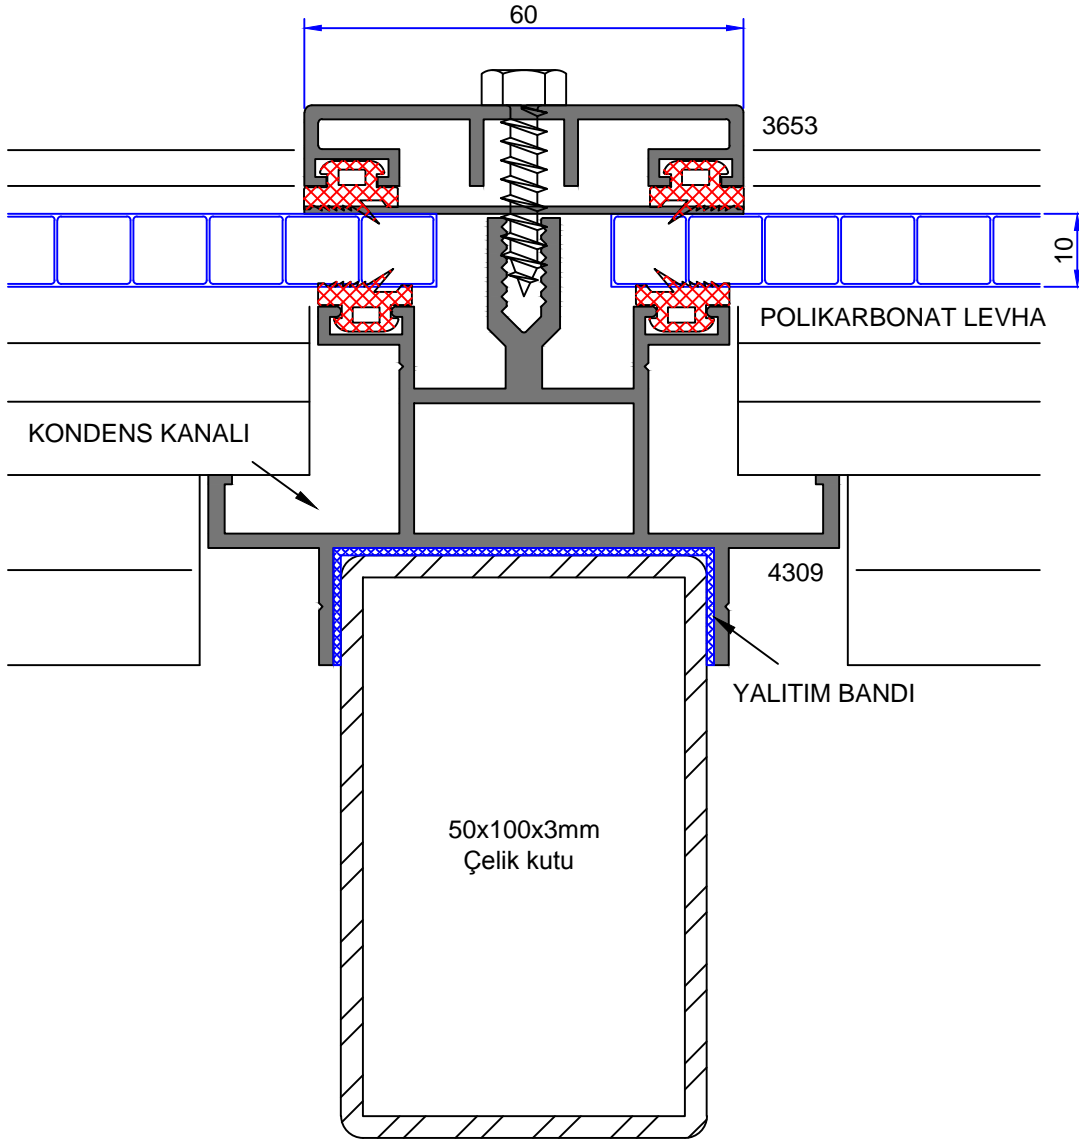 60
3653
10
POLIKARBONAT LEVHA
KONDENS KANALI
4309
YALITIM BANDI
50x100x3mm
Çelik kutu